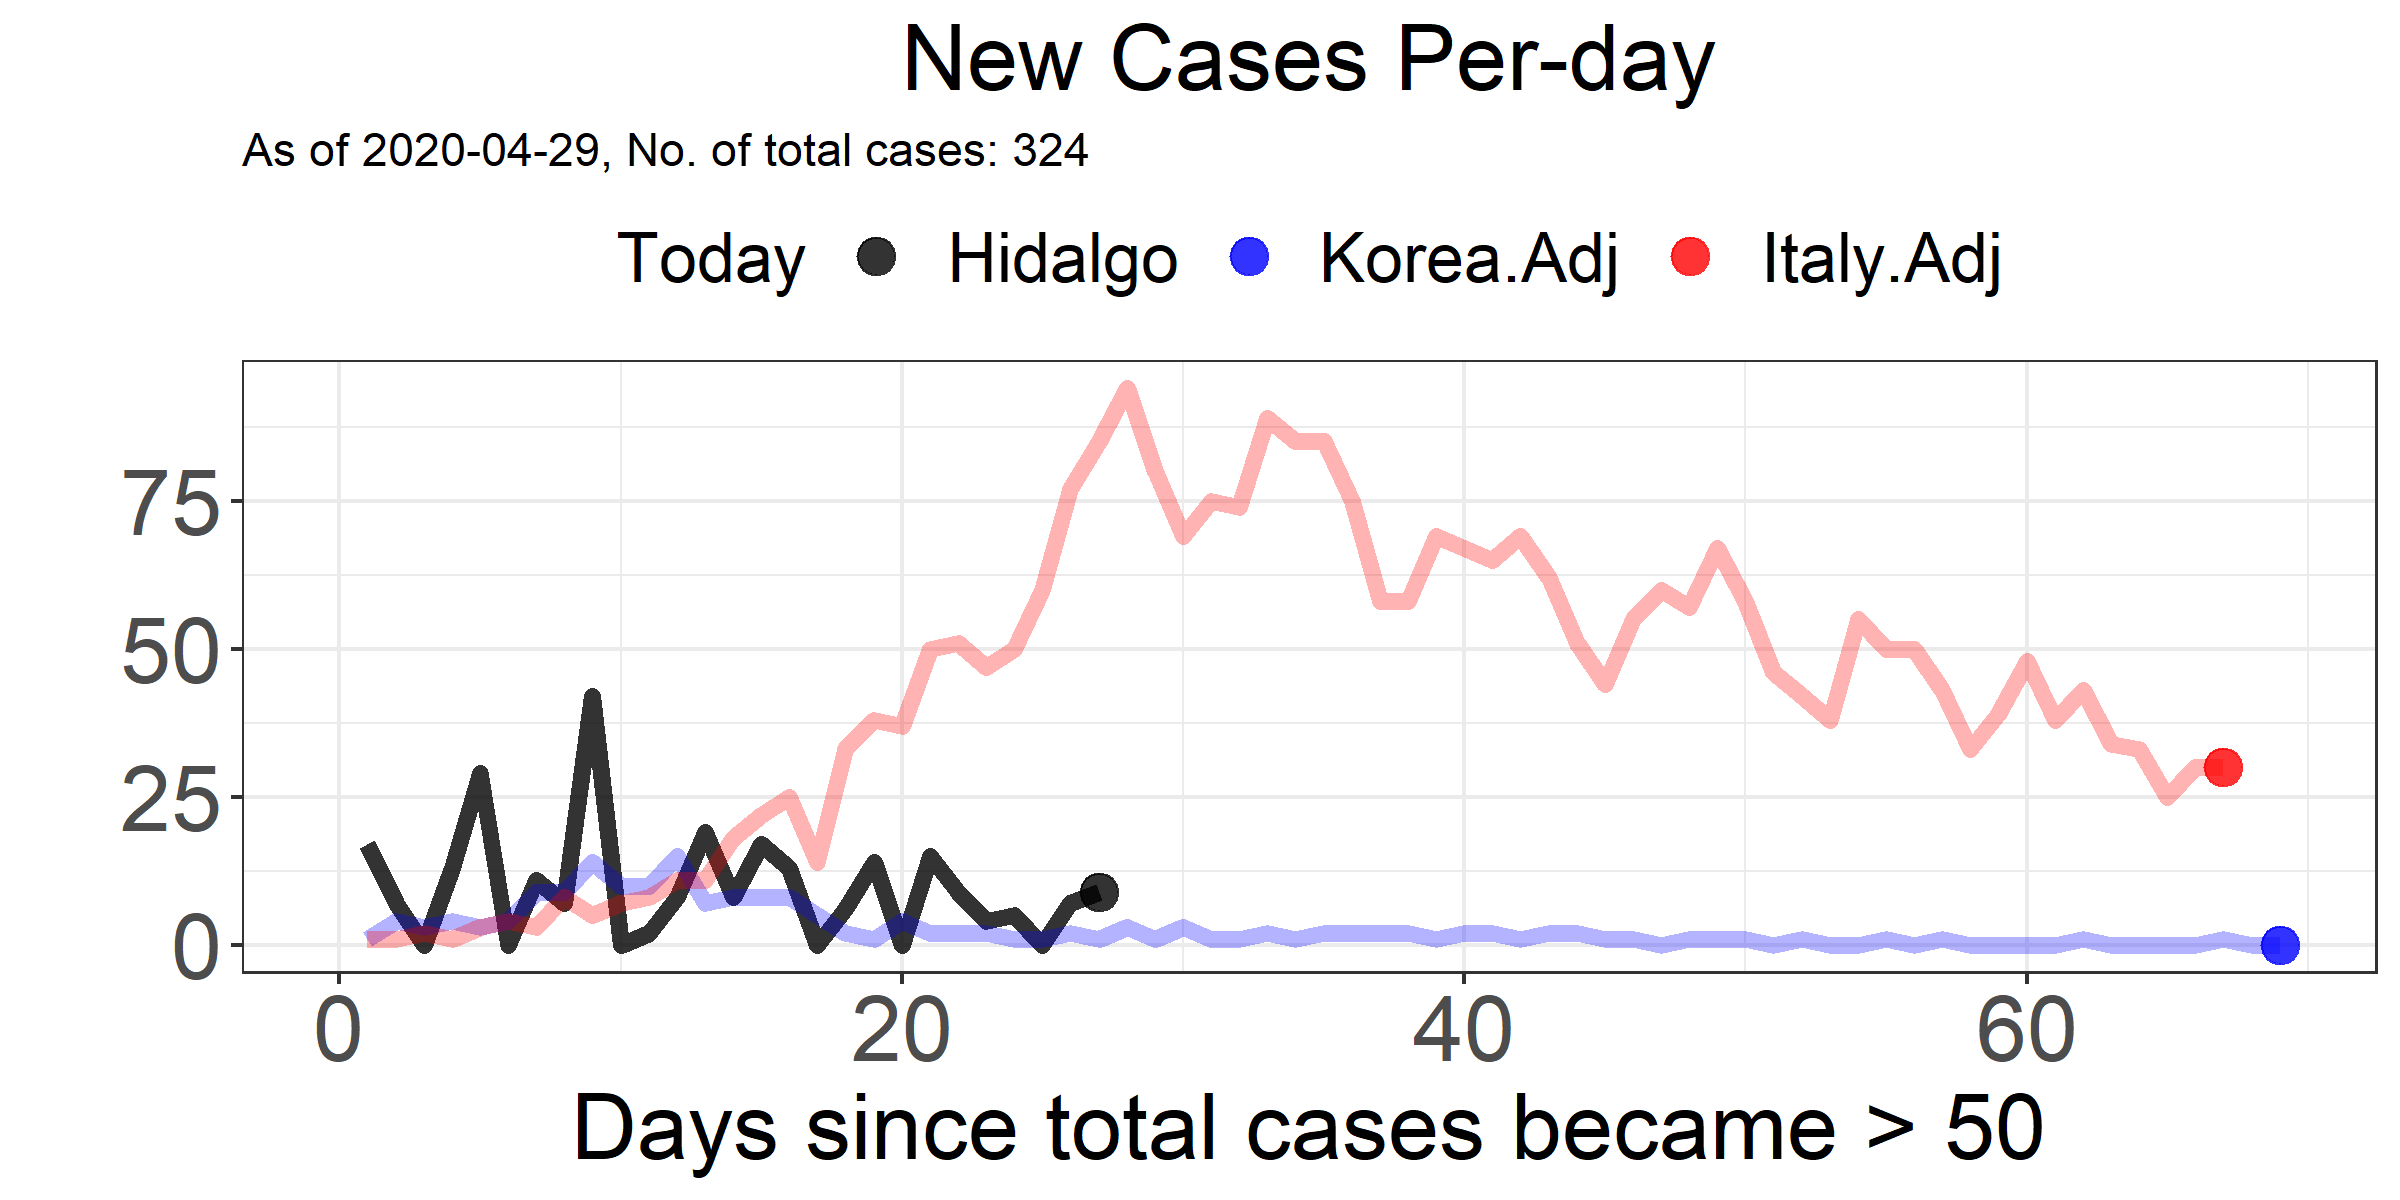 New Cases Per-day
As of 2020-04-29, No. of total cases: 324
Today Hidalgo Korea.Adj Italy.Adj
75
50
25
0
0 20 40 60
Days since total cases became > 50